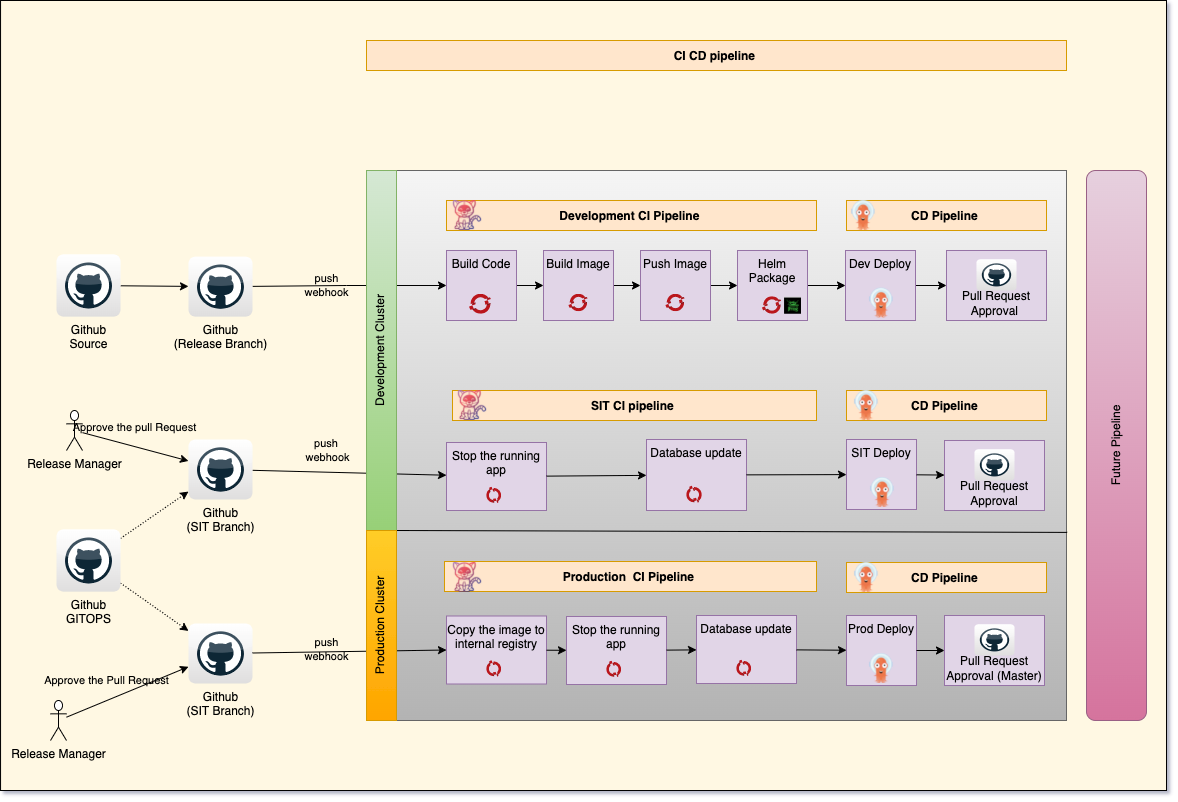 CI CD pipeline
Development CI Pipeline
CD Pipeline
Build Code
Build Image
Push Image
Helm
Package
Dev Deploy
Pull Request
Approval
push
webhook
Github
Source
Github
(Release Branch)
Development Cluster
SIT CI pipeline
CD Pipeline
Approve the pull Request
Release Manager
push
webhook
Stop the running
app
Database update
SIT Deploy
Pull Request
Approval
Github
(SIT Branch)
Future Pipeline
Github
GITOPS
Production Cluster
Production  CI Pipeline
CD Pipeline
Copy the image to
internal registry
Stop the running
app
Database update
Prod Deploy
Pull Request
Approval (Master)
push
webhook
Approve the Pull Request
Github
(SIT Branch)
Release Manager